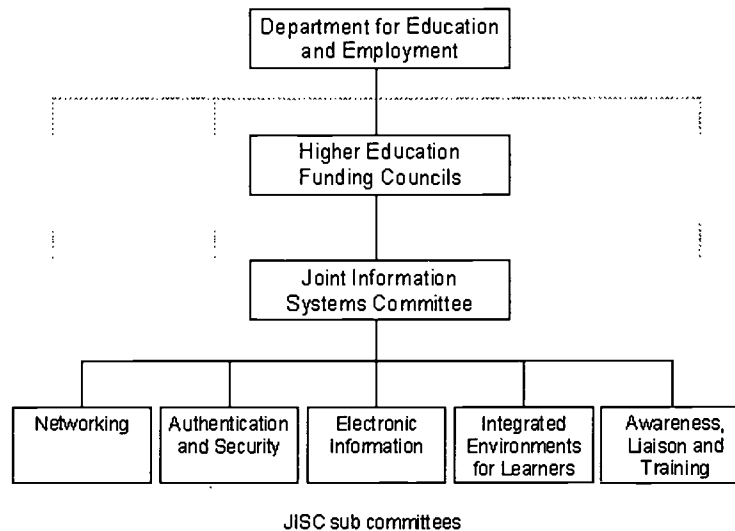 Department for Education
and Employment
Higher Education
Funding Councils
Joint Information
Systems Committee
Networking
Authentication
and Security
Electronic
Information
Integrated
Environments
for Learners
Awareness,
Liaison and
Training
JISC sub committees